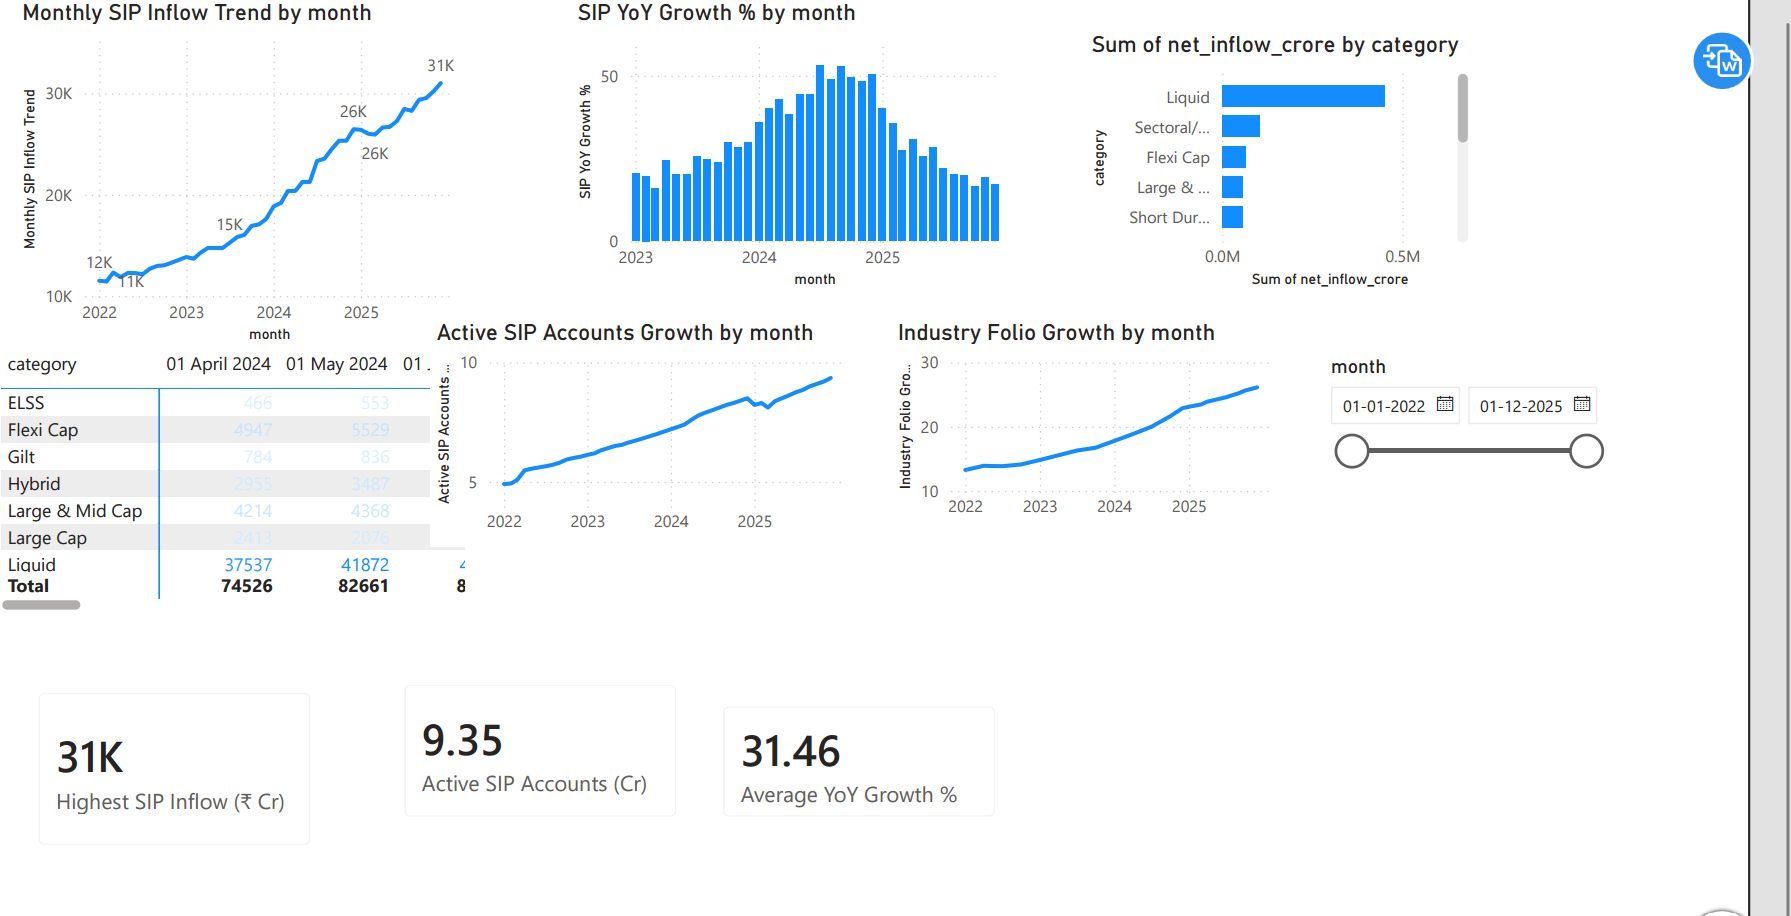 Monthly SIP Inflow Trend by month
Monthly SIP Inflow Trend
30K
20K
10K
31K
26K
26K
15K
12K
11K
2022 2023 2024 2025
month
SIP YoY Growth % by month
SIP YoY Growth %
50
0
2023 2024 2025
month
Sum of net_inflow_crore by category
category
Liquid
Sectoral/...
Flexi Cap
Large & ...
Short Dur...
0.0M 0.5M
Sum of net_inflow_crore
W
category 01 April 2024 01 May 2024 01 .
ELSS 466 553
Flexi Cap 4947 5529
Gilt 784 836
Hybrid 2955 3487
Large & Mid Cap 4214 4368
Large Cap 2413 2076
Liquid 37537 41872 4
Total 74526 82661 8
Active SIP Accounts Growth by month
Active SIP Accounts ...
10
5
2022 2023 2024 2025
Industry Folio Growth by month
Industry Folio Gro...
30
20
10
2022 2023 2024 2025
month
01-01-2022 01-12-2025
31K
Highest SIP Inflow (₹ Cr)
9.35
Active SIP Accounts (Cr)
31.46
Average YoY Growth %